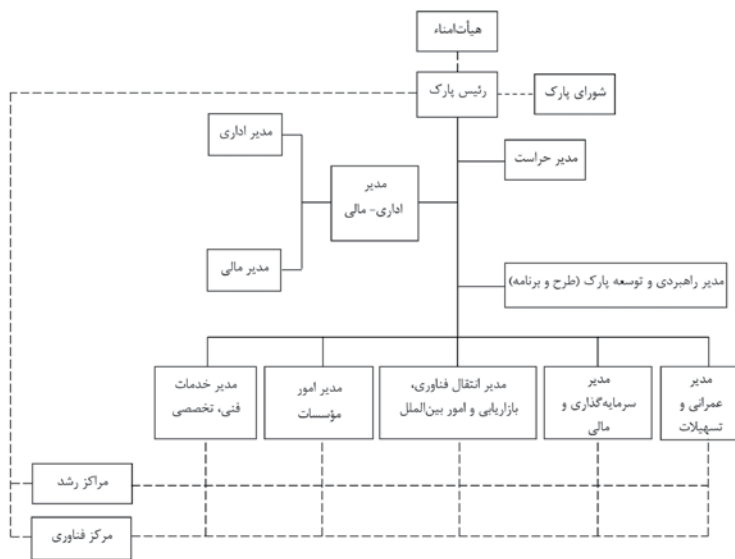 هیأت‌امناء
رئیس پارک
شورای پارک
مدیر اداری
مدیر حراست
مدیر
اداری- مالی
مدیر مالی
مدیر راهبردی و توسعه پارک (طرح و برنامه)
مدیر
عمرانی و
تسهیلات
مدیر
سرمایه‌گذاری و
مالی
مدیر انتقال فناوری،
بازاریابی و امور بین‌الملل
مدیر امور
مؤسسات
مدیر خدمات
فنی، تخصصی
مراکز رشد
مرکز فناوری